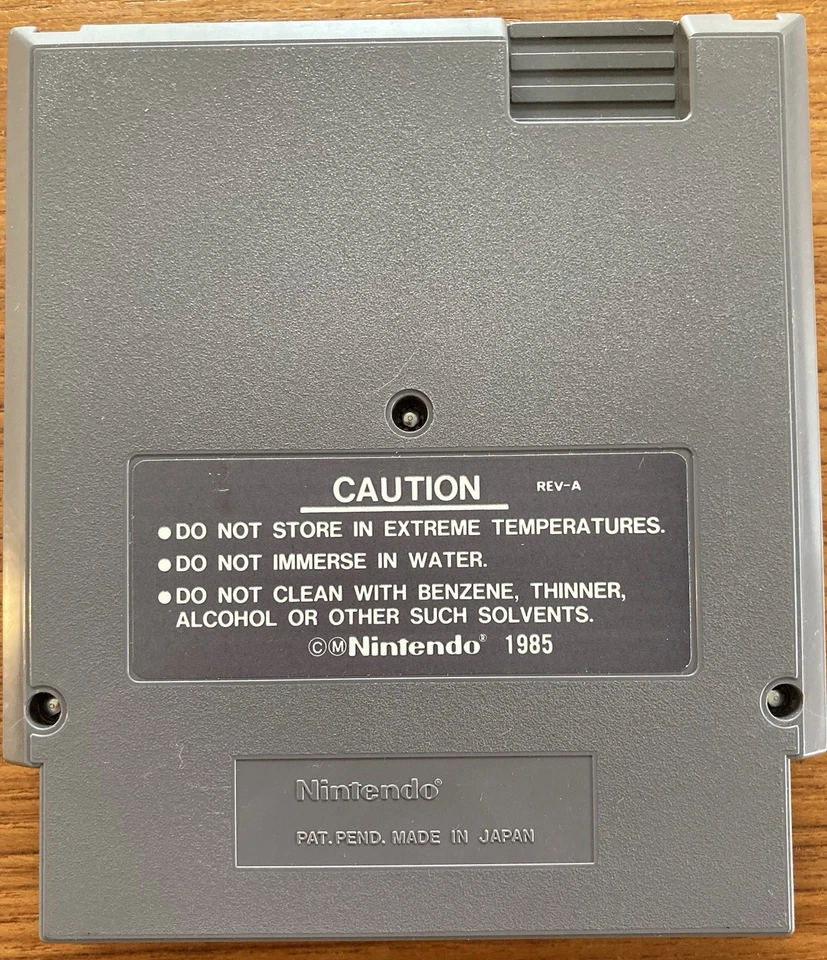 CAUTION REV-A
●DO NOT STORE IN EXTREME TEMPERATURES.
●DO NOT IMMERSE IN WATER.
●DO NOT CLEAN WITH BENZENE, THINNER,
ALCOHOL OR OTHER SUCH SOLVENTS.
©ⓂNintendo® 1985
Nintendo®
PAT. PEND. MADE IN JAPAN